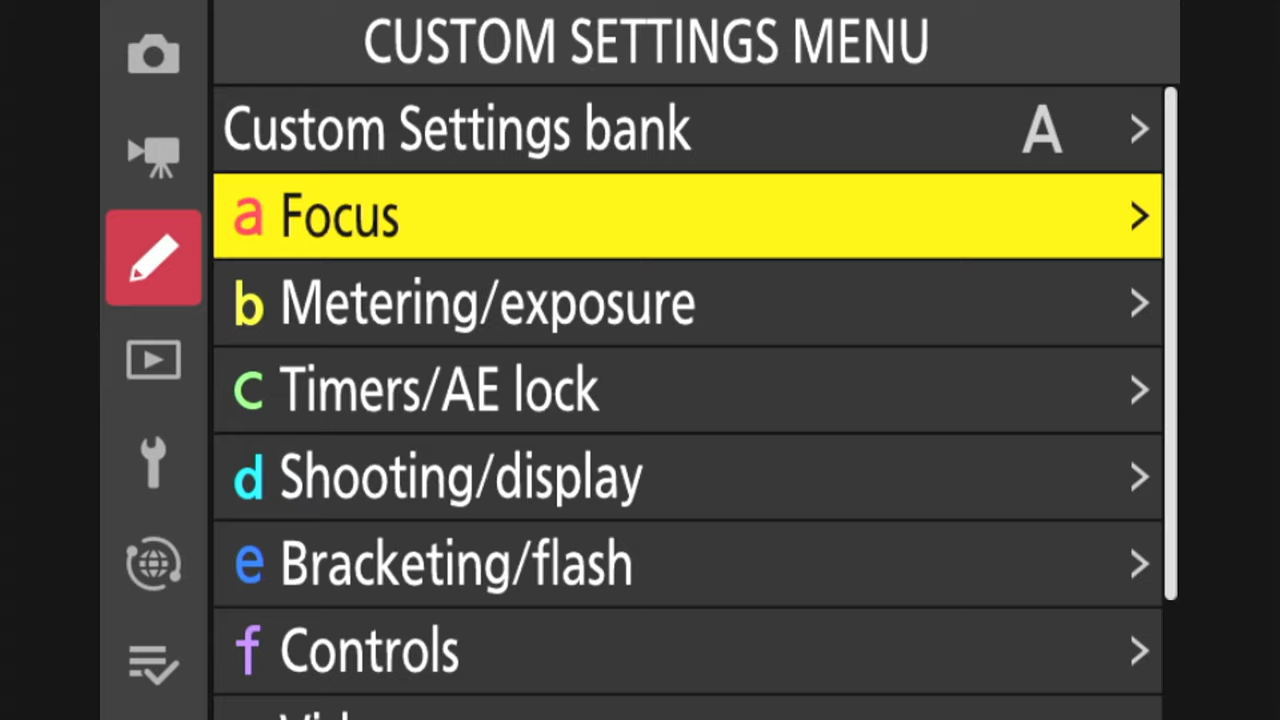 CUSTOM SETTINGS MENU
Custom Settings bank A >
a Focus >
b Metering/exposure >
c Timers/AE lock >
d Shooting/display >
e Bracketing/flash >
f Controls >